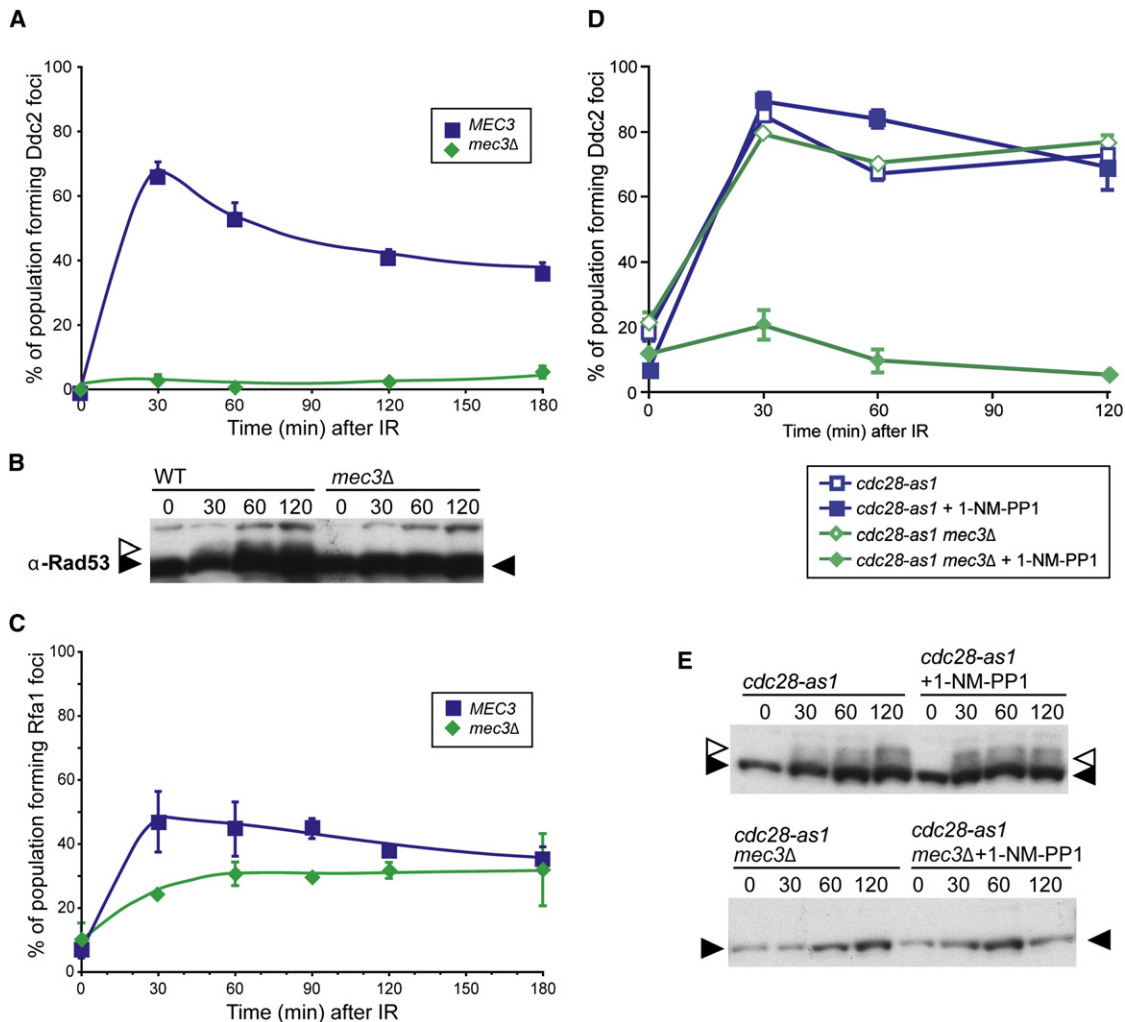 A
% of population forming Ddc2 foci
100
80
60
40
20
0
0 30 60 90 120 150 180
Time (min) after IR
MEC3
mec3Δ
B
WT mec3Δ
0 30 60 120 0 30 60 120
α-Rad53
C
% of population forming Rfa1 foci
100
80
60
40
20
0
0 30 60 90 120 150 180
Time (min) after IR
MEC3
mec3Δ
D
% of population forming Ddc2 foci
100
80
60
40
20
0
0 30 60 90 120
Time (min) after IR
cdc28-as1
cdc28-as1 + 1-NM-PP1
cdc28-as1 mec3Δ
cdc28-as1 mec3Δ + 1-NM-PP1
E
cdc28-as1
cdc28-as1
+1-NM-PP1
0 30 60 120 0 30 60 120
cdc28-as1
mec3Δ
cdc28-as1
mec3Δ+1-NM-PP1
0 30 60 120 0 30 60 120